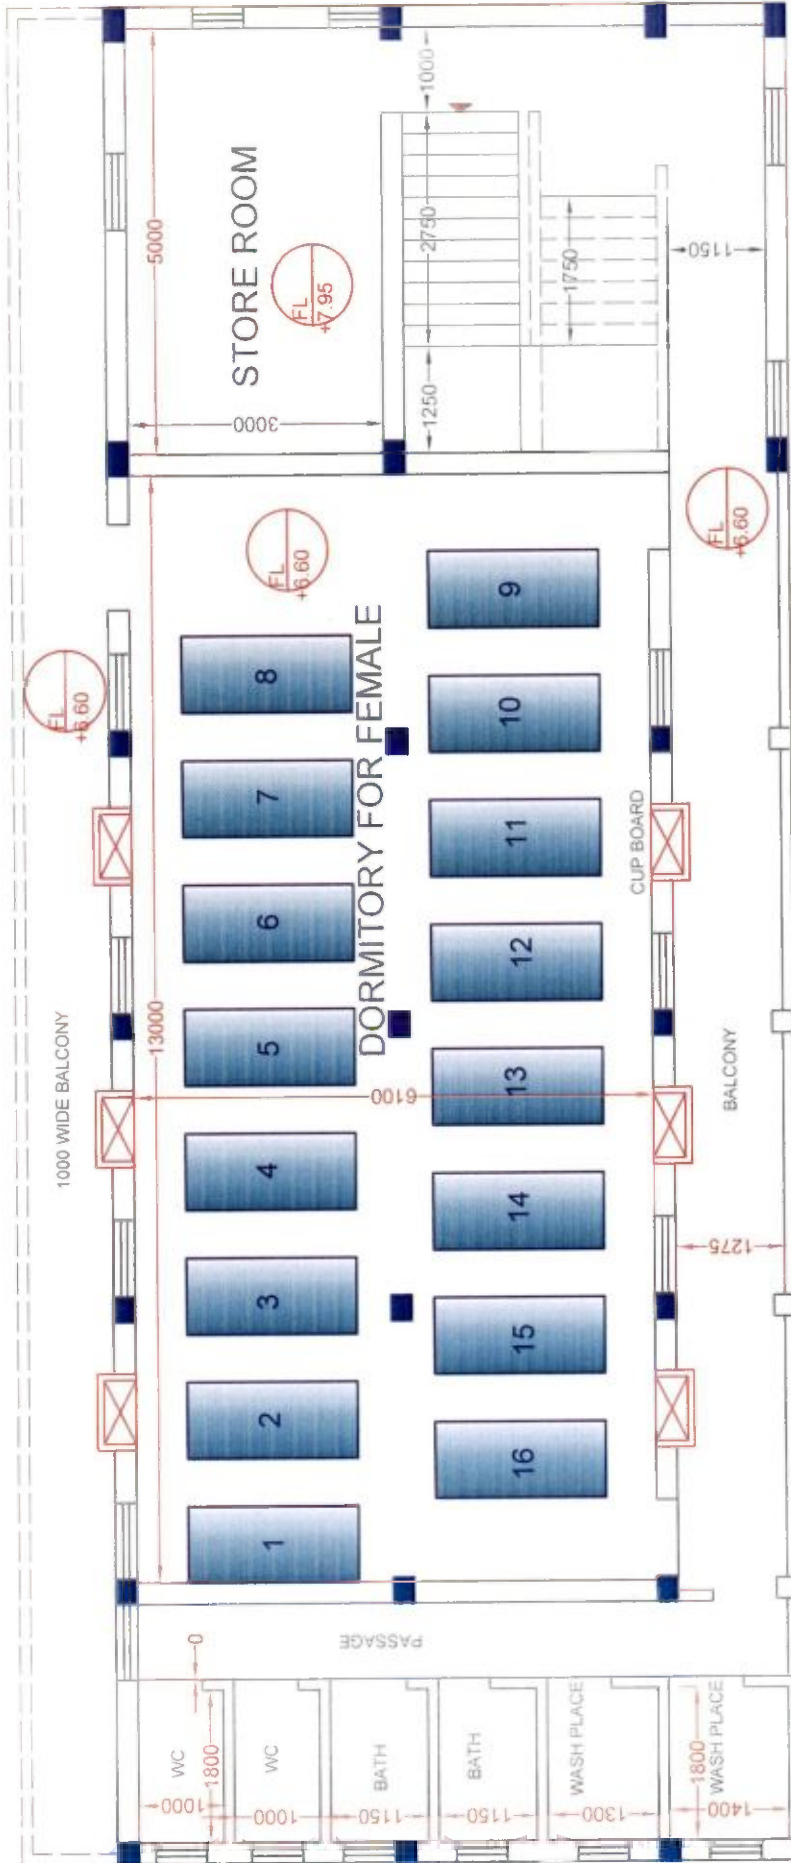 1000
5000
STORE ROOM
FL
+7.95
2750
1750
1150
1250
3000
FL
+6.60
FL
+6.60
FL
+6.60
9
8
10
7
11
DORMITORY FOR FEMALE
CUP BOARD
6
12
5
13
1000 WIDE BALCONY
13000
6100
BALCONY
4
14
3
15
1275
2
16
1
PASSAGE
0
WC
WC
BATH
BATH
WASH PLACE
WASH PLACE
1800
1800
1000
1000
1150
1150
1300
1400